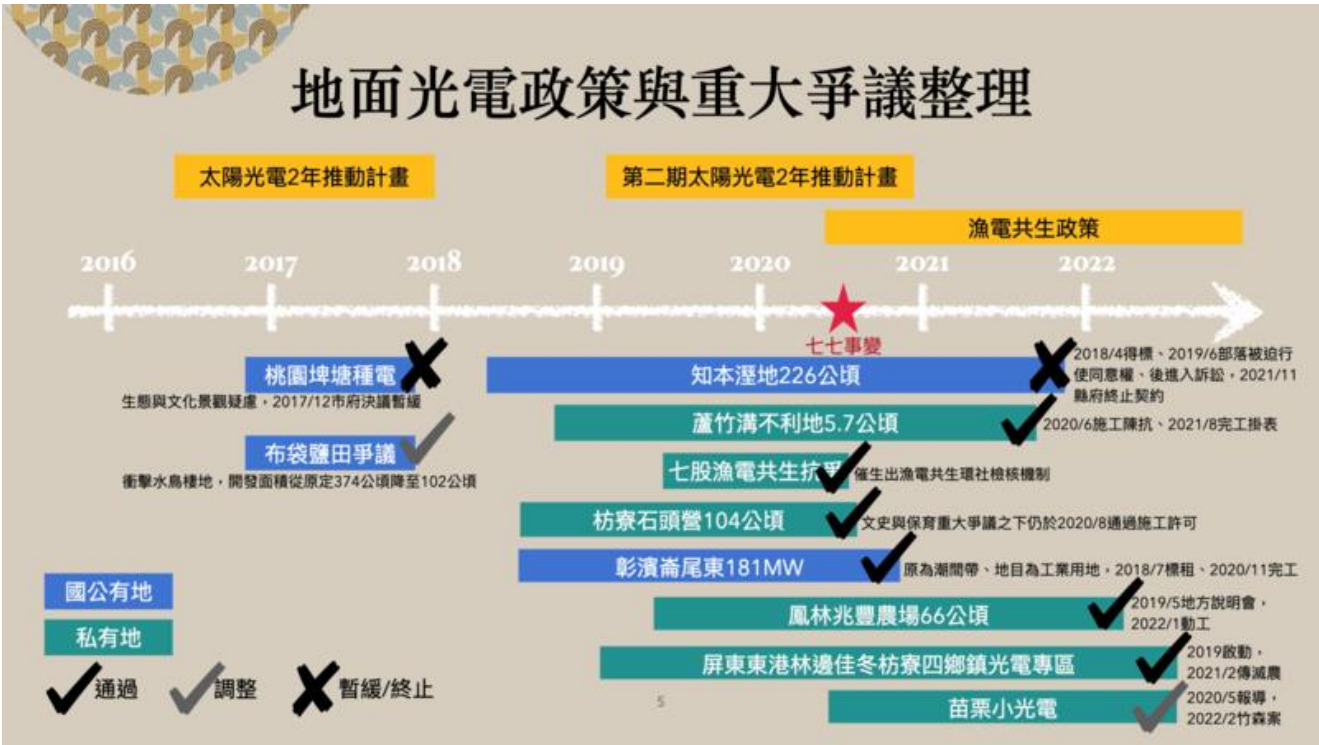 地面光電政策與重大爭議整理
太陽光電2年推動計畫
第二期太陽光電2年推動計畫
漁電共生政策
2016
2017
2018
2019
2020
2021
2022
七七事變
桃園埤塘種電
生態與文化景觀疑慮,2017/12市府決議暫緩
布袋鹽田爭議
衝擊水鳥棲地,開發面積從原定374公頃降至102公頃
知本溼地226公頃
2018/4得標、2019/6部落被迫行
使同意權、後進入訴訟,2021/11
縣府終止契約
蘆竹溝不利地5.7公頃
2020/6施工陳抗、2021/8完工掛表
七股漁電共生抗爭
催生出漁電共生環社檢核機制
枋寮石頭營104公頃
文史與保育重大爭議之下仍於2020/8通過施工許可
彰濱崙尾東181MW
原為潮間帶、地目為工業用地,2018/7標租、2020/11完工
鳳林兆豐農場66公頃
2019/5地方說明會,
2022/1動工
屏東東港林邊佳冬枋寮四鄉鎮光電專區
2019啟動,
2021/2傳滅農
苗栗小光電
2020/5報導,
2022/2竹森案
國公有地
私有地
通過
調整
暫緩/終止
5